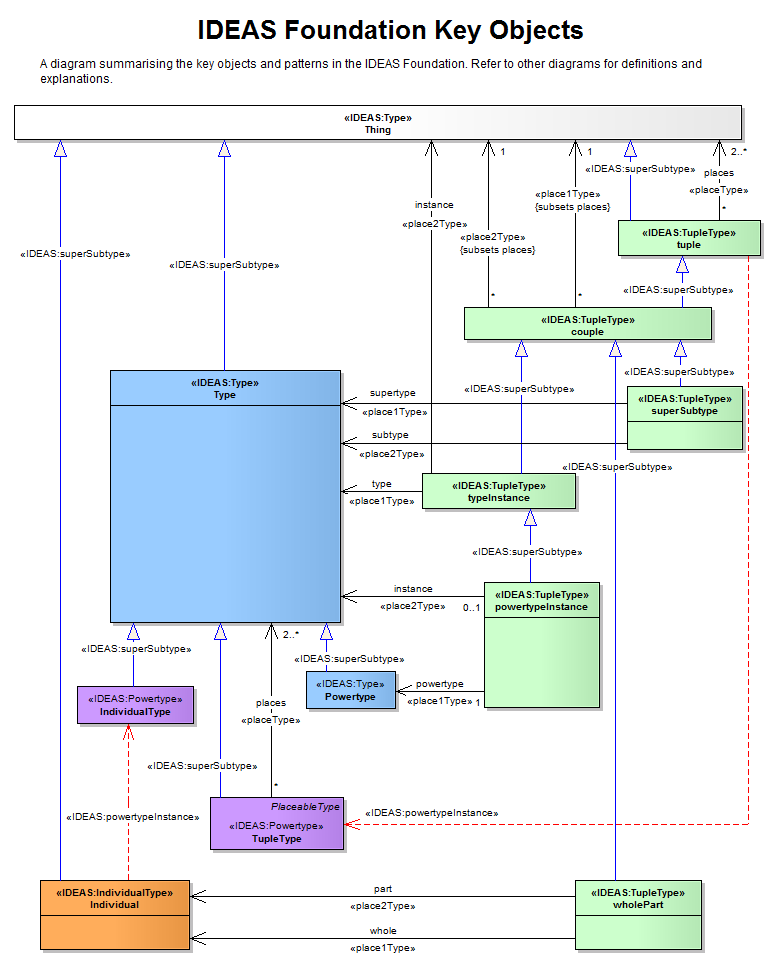 IDEAS Foundation Key Objects
A diagram summarising the key objects and patterns in the IDEAS Foundation. Refer to other diagrams for definitions and
explanations.
«IDEAS:Type»
Thing
1
1
2..*
«IDEAS:superSubtype»
places
«placeType»
*
instance
«place2Type»
«place1Type»
{subsets places}
«place2Type»
{subsets places}
«IDEAS:TupleType»
tuple
«IDEAS:superSubtype»
«IDEAS:superSubtype»
«IDEAS:superSubtype»
*
*
«IDEAS:TupleType»
couple
«IDEAS:superSubtype»
«IDEAS:superSubtype»
«IDEAS:Type»
Type
supertype
«place1Type»
«IDEAS:TupleType»
superSubtype
subtype
«place2Type»
«IDEAS:superSubtype»
type
«place1Type»
«IDEAS:TupleType»
typeInstance
«IDEAS:superSubtype»
instance
«place2Type»
0..1
«IDEAS:TupleType»
powertypeInstance
2..*
«IDEAS:superSubtype»
«IDEAS:superSubtype»
«IDEAS:Powertype»
IndividualType
«IDEAS:Type»
Powertype
powertype
«place1Type»
1
places
«placeType»
*
«IDEAS:superSubtype»
PlaceableType
«IDEAS:Powertype»
TupleType
«IDEAS:powertypeInstance»
«IDEAS:powertypeInstance»
«IDEAS:IndividualType»
Individual
part
«place2Type»
whole
«place1Type»
«IDEAS:TupleType»
wholePart
«IDEAS:superSubtype»